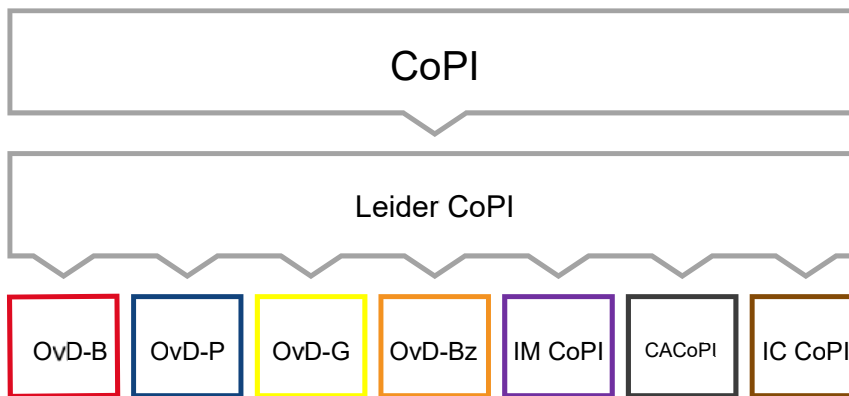 CoPI
Leider CoPI
OvD-B OvD-P OvD-G OvD-Bz IM CoPI CACoPI IC CoPI